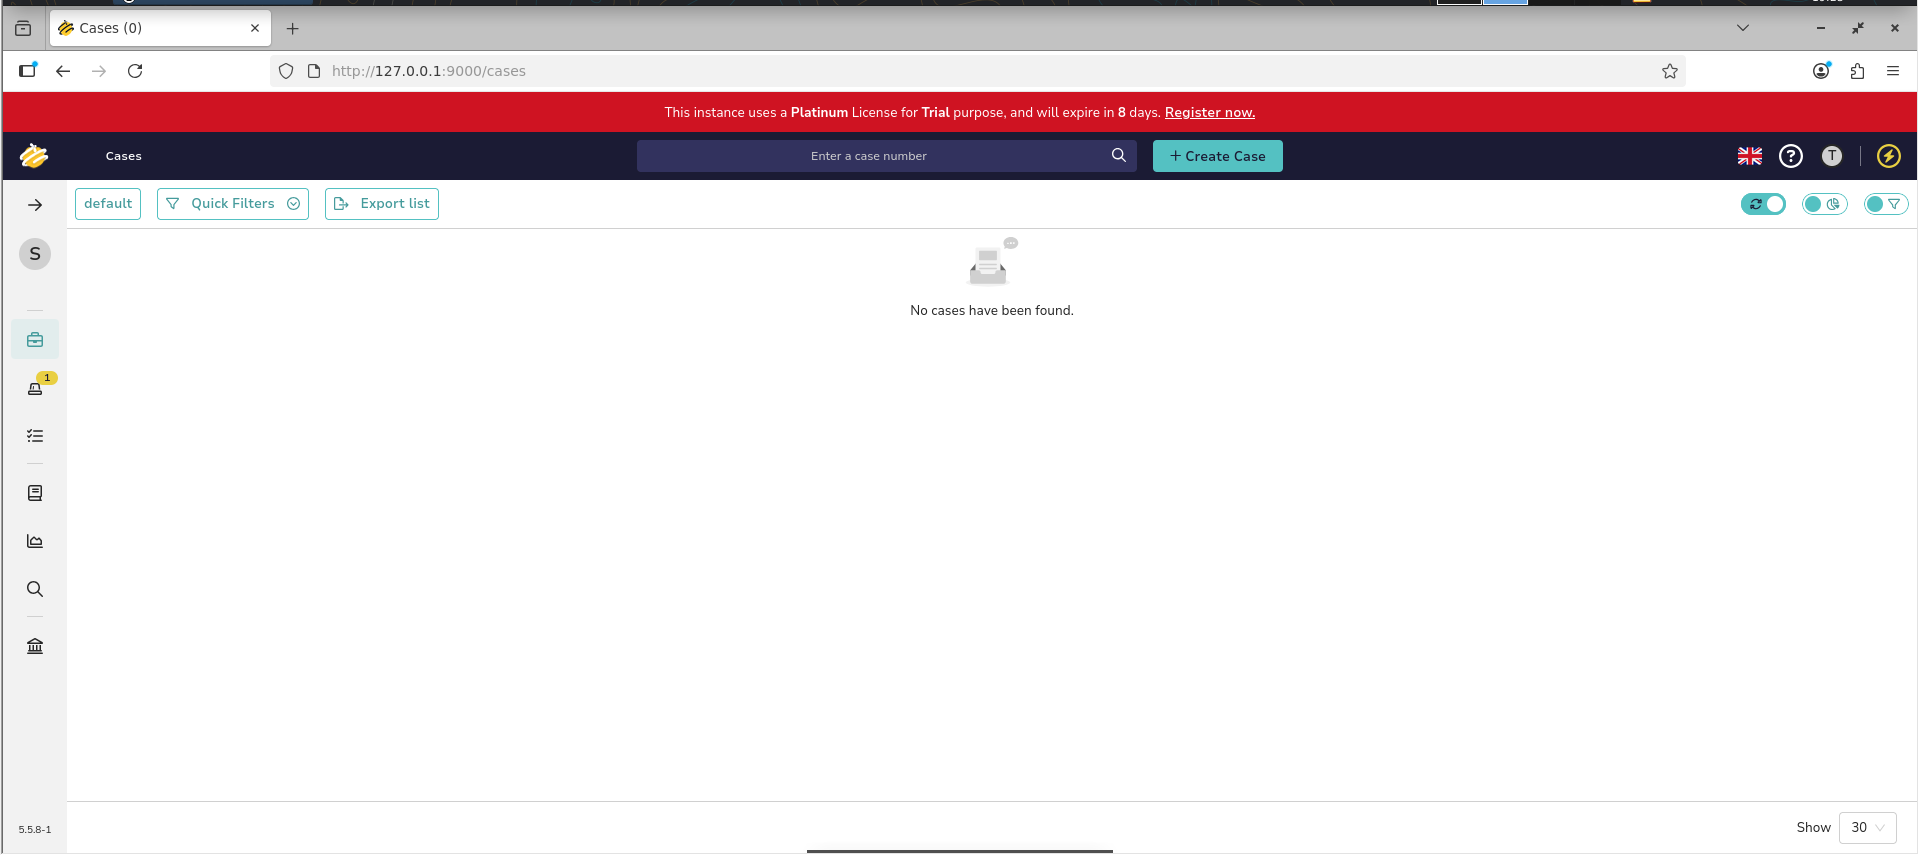 Cases (0)
http://127.0.0.1:9000/cases
This instance uses a Platinum License for Trial purpose, and will expire in 8 days. Register now.
Cases
Enter a case number
+ Create Case
T
default
Quick Filters
Export list
S
No cases have been found.
1
5.5.8-1
Show
30